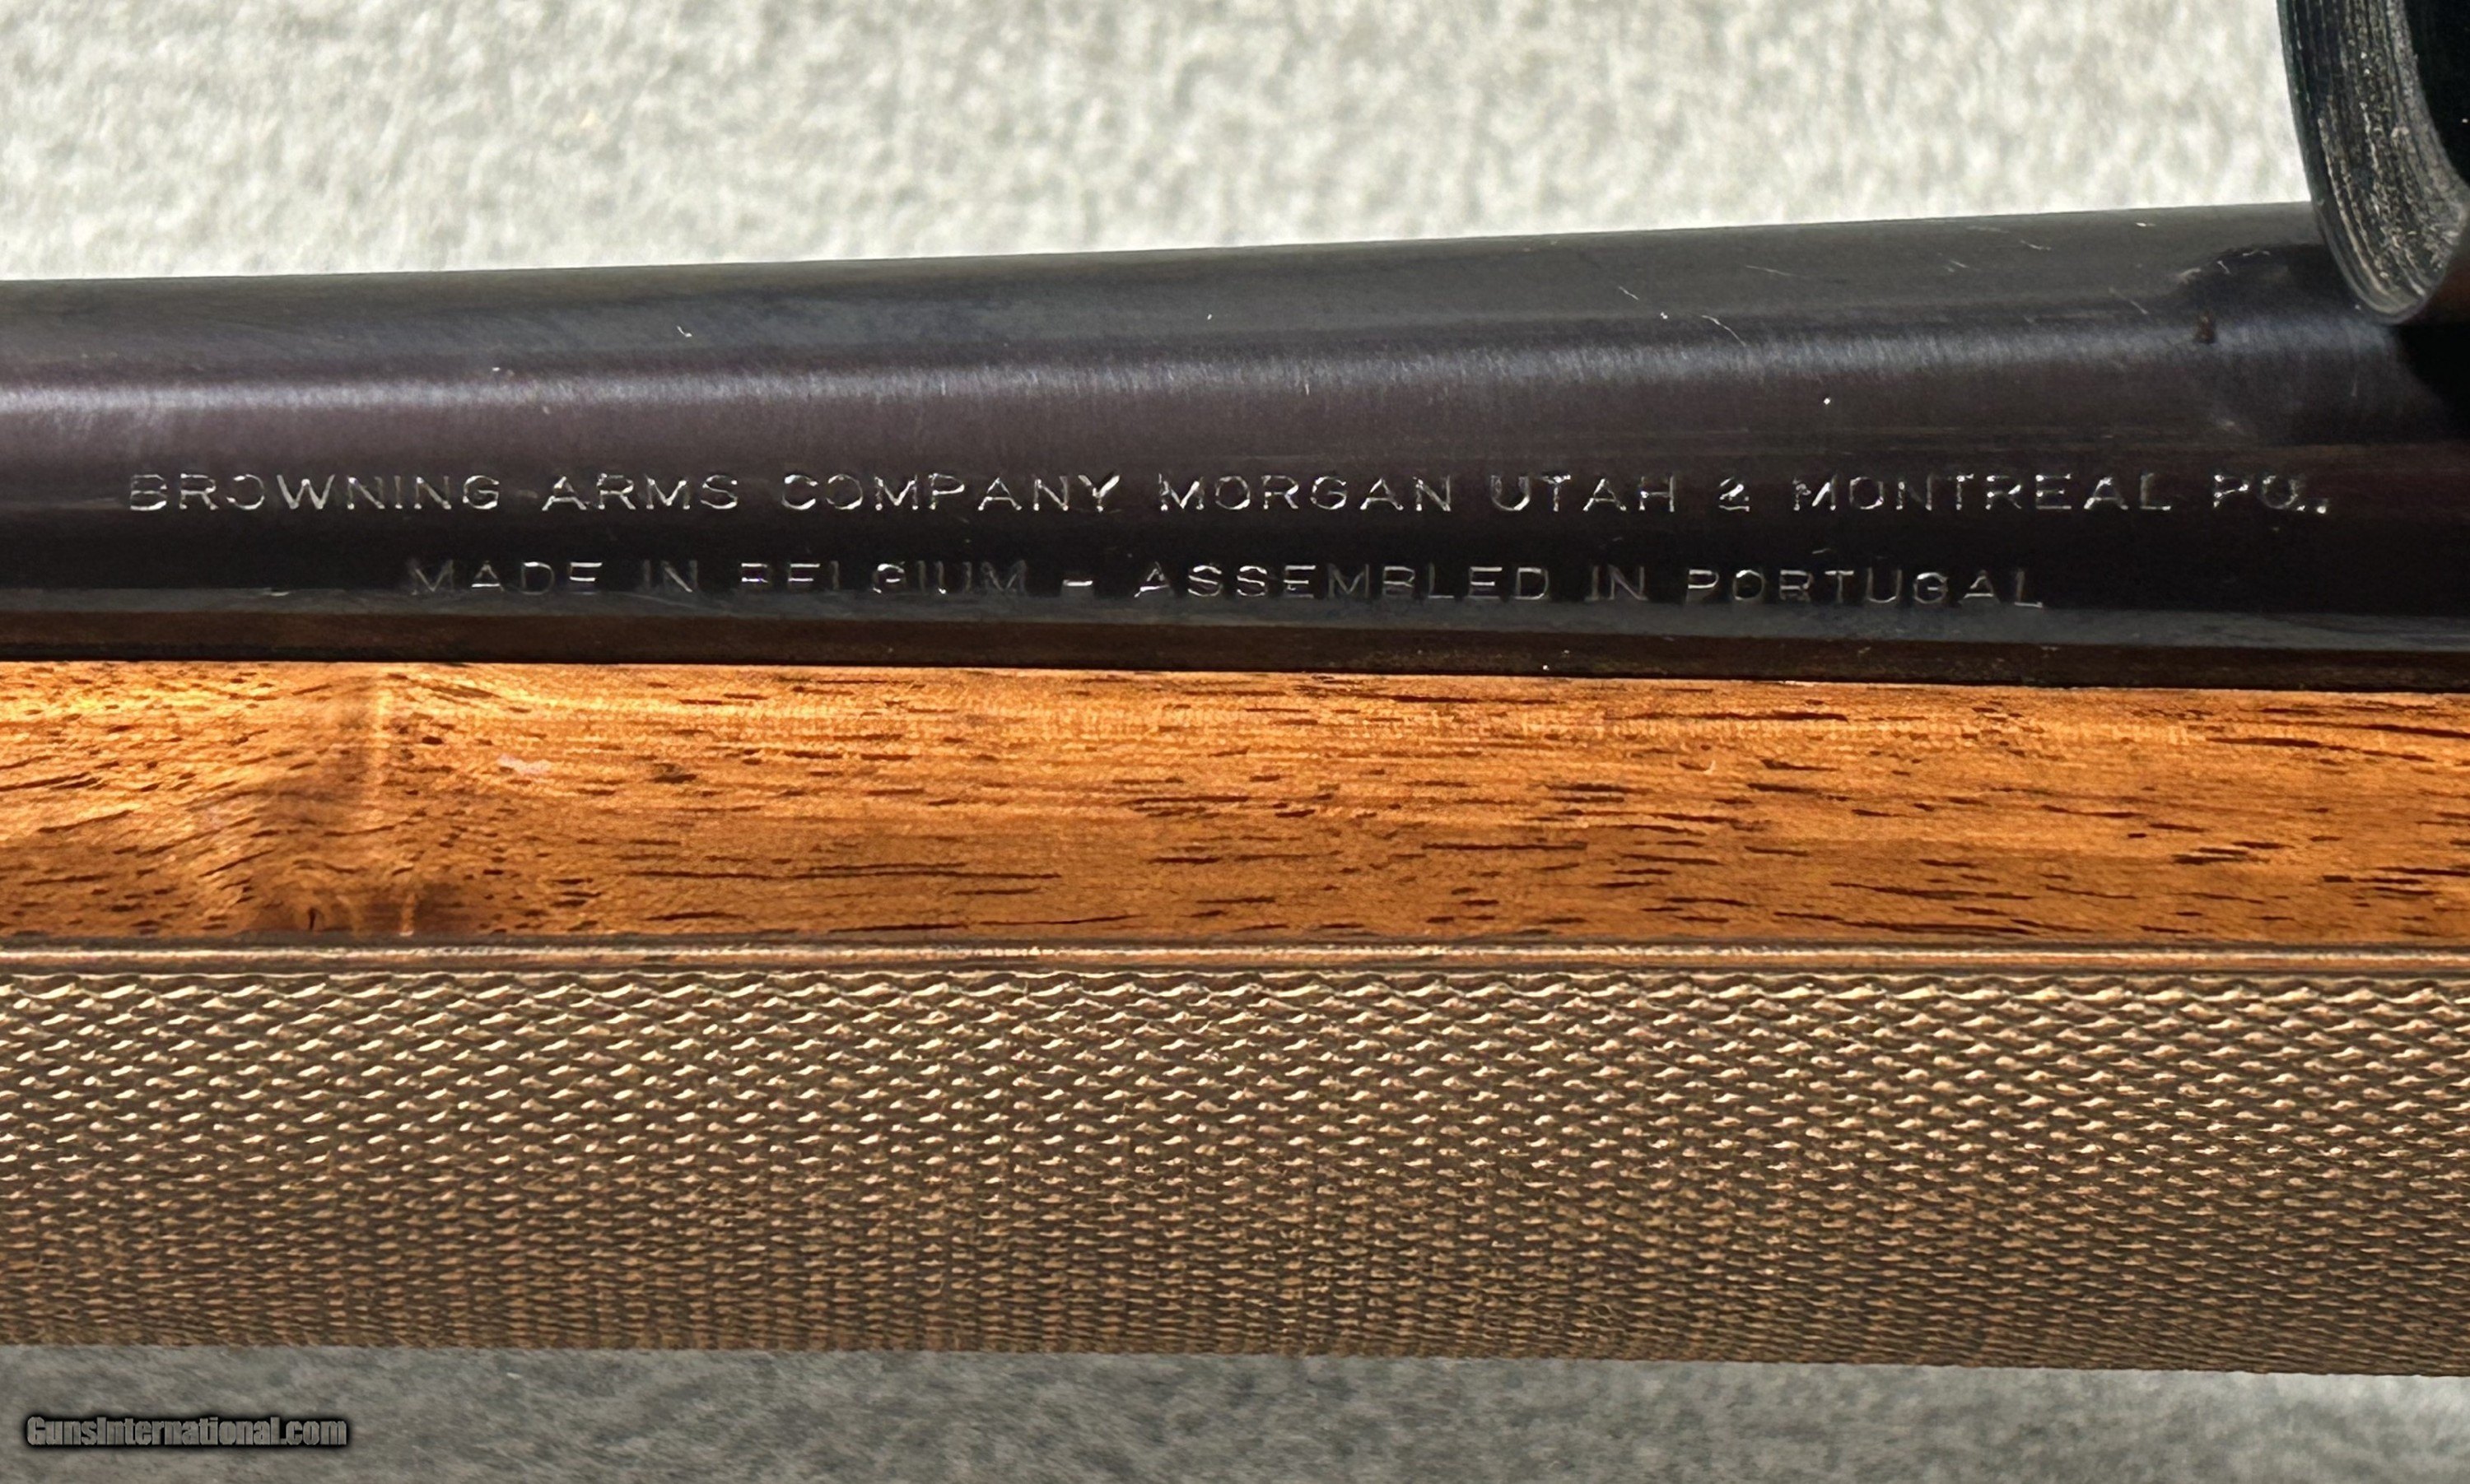 BROWNING ARMS COMPANY MORGAN UTAH & MONTREAL PQ.
MADE IN BELGIUM - ASSEMBLED IN PORTUGAL
GunsInternational.com